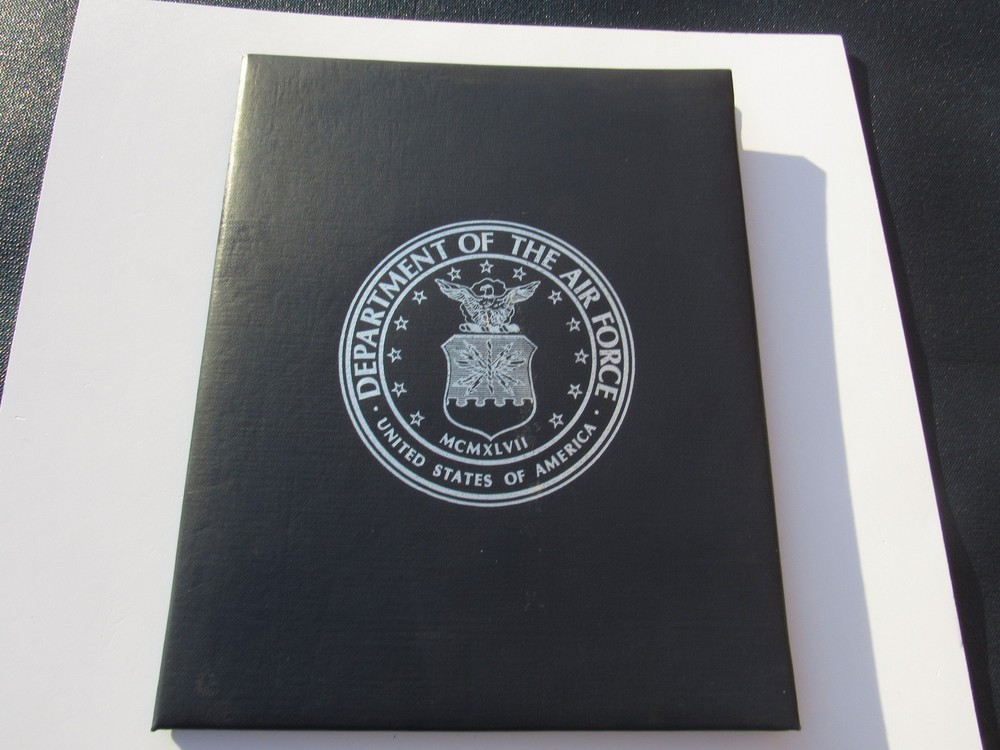 DEPARTMENT OF THE AIR FORCE
MCMXLVII
· UNITED STATES OF AMERICA ·